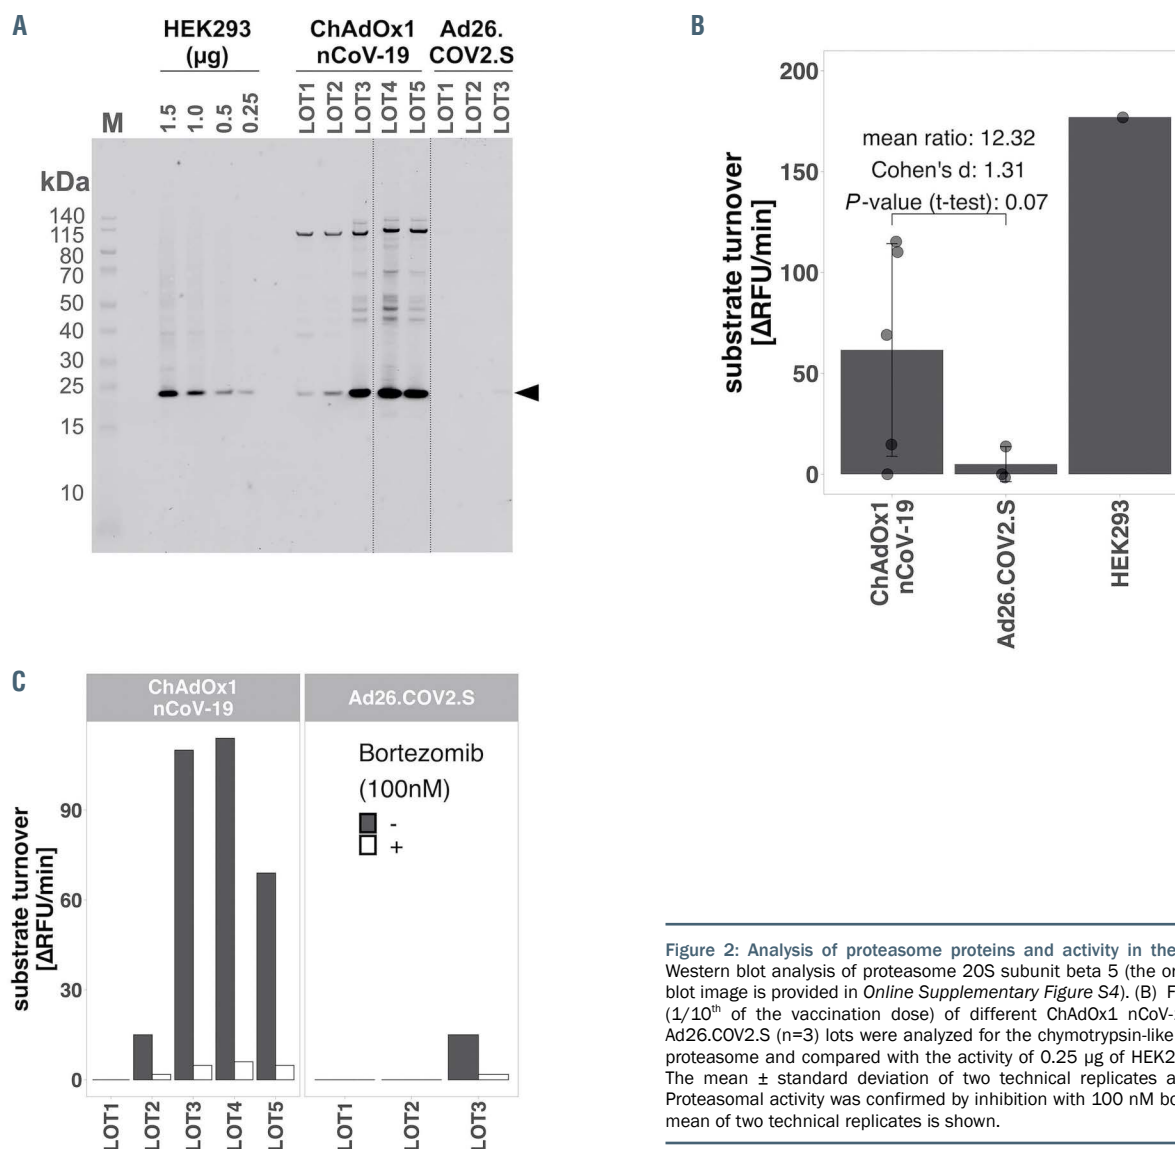 A
HEK293
(µg)
ChAdOx1
nCoV-19
Ad26.
COV2.S
M
1.5
1.0
0.5
0.25
LOT1
LOT2
LOT3
LOT4
LOT5
LOT1
LOT2
LOT3
kDa
140
115
80
70
50
40
30
25
15
10
B
substrate turnover
[ΔRFU/min]
200
150
100
50
0
mean ratio: 12.32
Cohen's d: 1.31
P-value (t-test): 0.07
ChAdOx1
nCoV-19
Ad26.COV2.S
HEK293
C
ChAdOx1
nCoV-19
Ad26.COV2.S
substrate turnover
[ΔRFU/min]
90
60
30
0
Bortezomib
(100nM)
-
+
LOT1
LOT2
LOT3
LOT4
LOT5
LOT1
LOT2
LOT3
Figure 2: Analysis of proteasome proteins and activity in the
Western blot analysis of proteasome 20S subunit beta 5 (the or
blot image is provided in Online Supplementary Figure S4). (B) F
(1/10th of the vaccination dose) of different ChAdOx1 nCoV-
Ad26.COV2.S (n=3) lots were analyzed for the chymotrypsin-like
proteasome and compared with the activity of 0.25 µg of HEK2
The mean ± standard deviation of two technical replicates a
Proteasomal activity was confirmed by inhibition with 100 nM bo
mean of two technical replicates is shown.